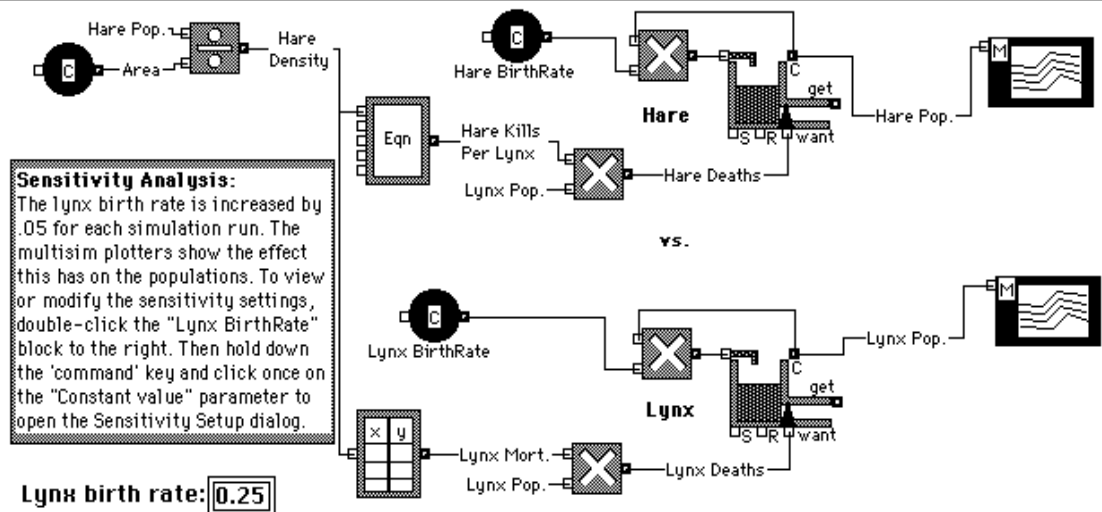 Hare Pop.
C
Area
Hare
Density
C
Hare BirthRate
Hare
C
get
S R want
Hare Pop.
M
Eqn
Hare Kills
Per Lynx
Lynx Pop.
Hare Deaths
Sensitivity Analysis:
The lynx birth rate is increased by
.05 for each simulation run. The
multisim plotters show the effect
this has on the populations. To view
or modify the sensitivity settings,
double-click the "Lynx BirthRate"
block to the right. Then hold down
the 'command' key and click once on
the "Constant value" parameter to
open the Sensitivity Setup dialog.
vs.
C
Lynx BirthRate
Lynx
C
get
S R want
Lynx Pop.
M
x y
Lynx Mort.
Lynx Pop.
Lynx Deaths
Lynx birth rate: 0.25